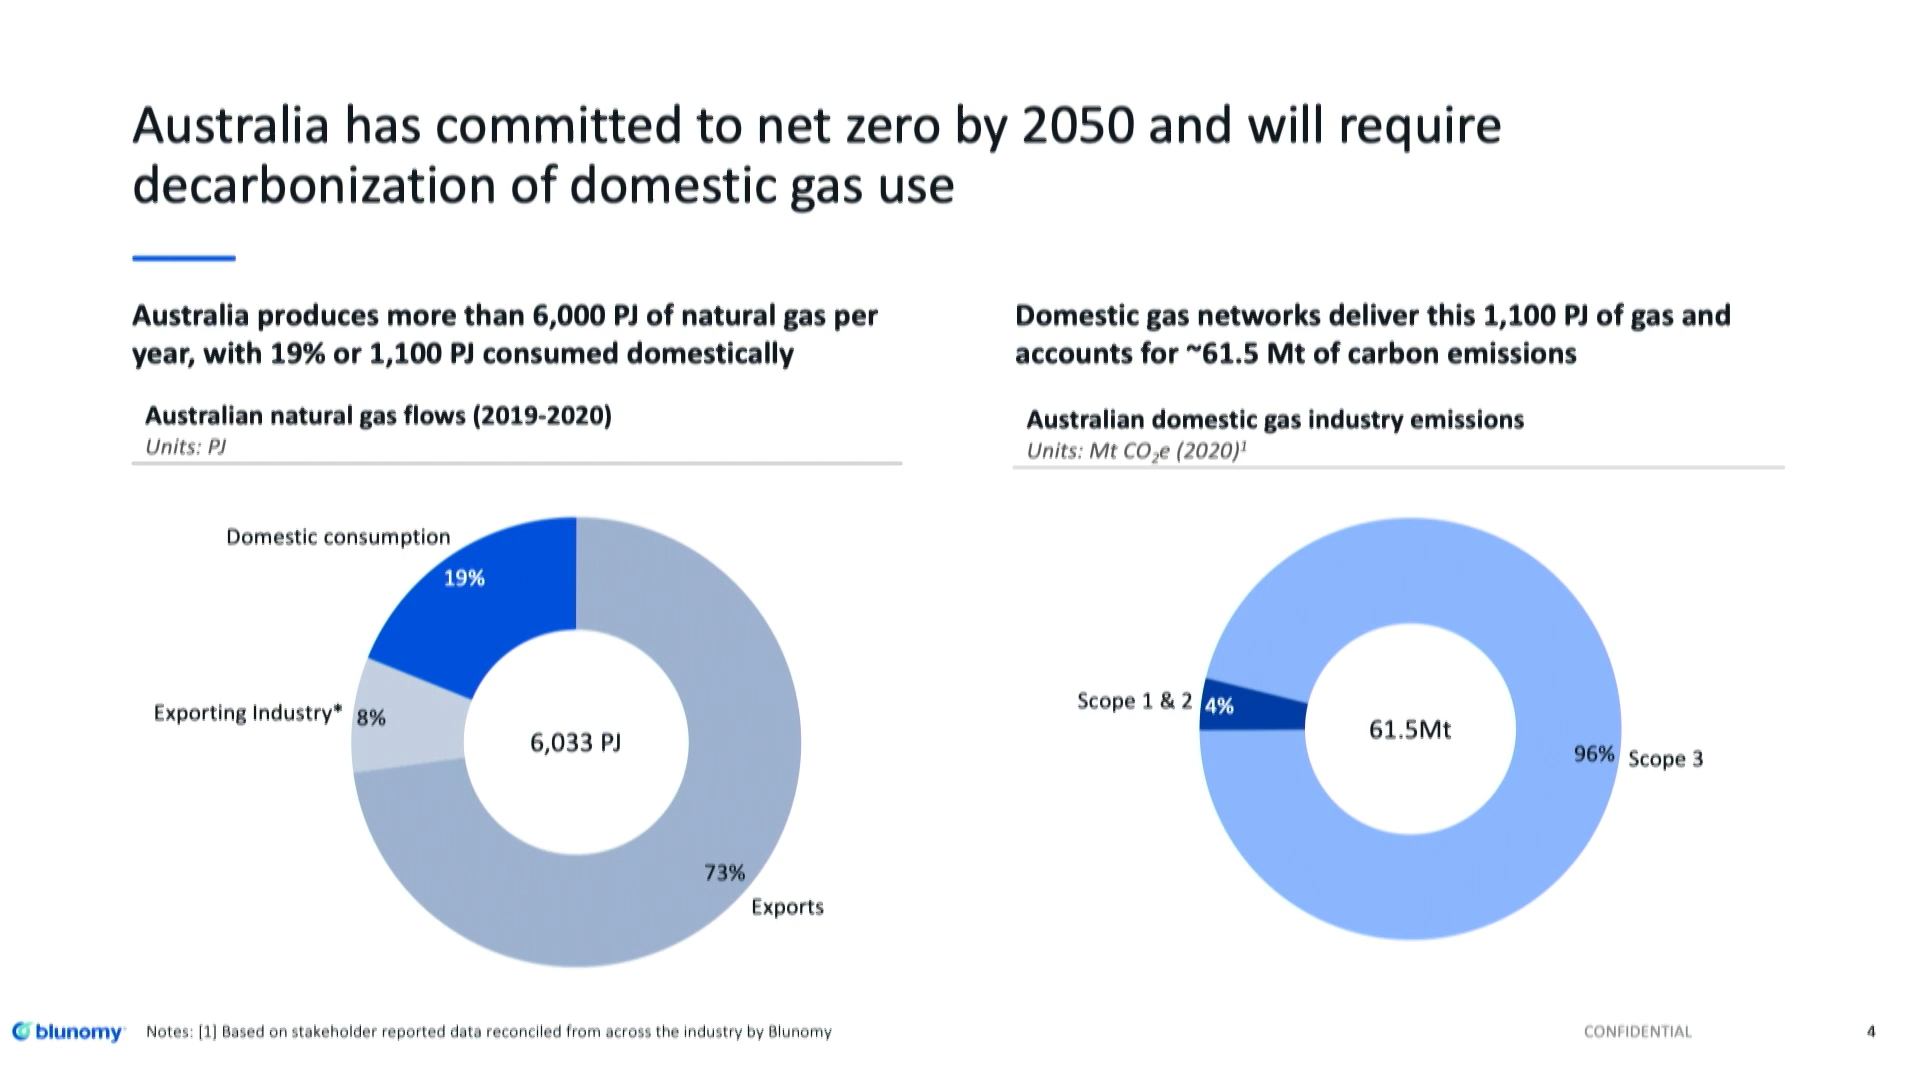 Australia has committed to net zero by 2050 and will require
decarbonization of domestic gas use
Australia produces more than 6,000 PJ of natural gas per
year, with 19% or 1,100 PJ consumed domestically
Australian natural gas flows (2019-2020)
Units: PJ
Domestic consumption
19%
Exporting Industry*
8%
6,033 PJ
73%
Exports
Domestic gas networks deliver this 1,100 PJ of gas and
accounts for ~61.5 Mt of carbon emissions
Australian domestic gas industry emissions
Units: Mt CO₂e (2020)¹
Scope 1 & 2
4%
61.5Mt
96%
Scope 3
blunomy
Notes: [1] Based on stakeholder reported data reconciled from across the industry by Blunomy
CONFIDENTIAL
4